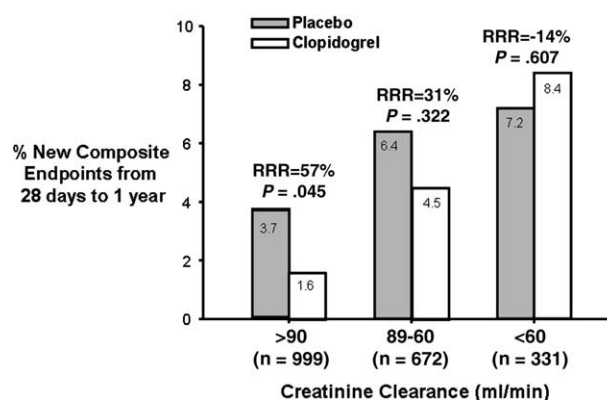 Placebo
Clopidogrel
RRR=-14%
P = .607
RRR=31%
P = .322
RRR=57%
P = .045
% New Composite
Endpoints from
28 days to 1 year
10
8
6
4
2
0
3.7
1.6
6.4
4.5
7.2
8.4
>90
(n = 999)
89-60
(n = 672)
<60
(n = 331)
Creatinine Clearance (ml/min)